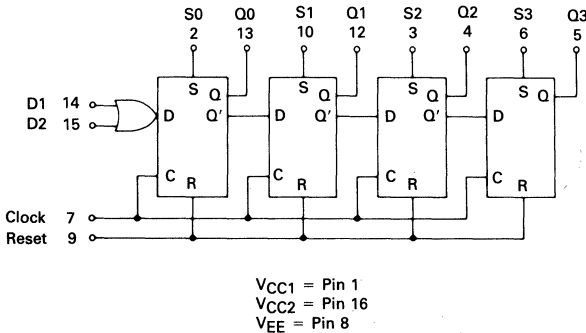 S0 Q0 S1 Q1 S2 Q2 S3 Q3
2 13 10 12 3 4 6 5
S S S S
Q Q Q Q
D1 14
D2 15
D Q' D Q' D Q' D
C R C R C R C R
Clock 7
Reset 9
VCC1 = Pin 1
VCC2 = Pin 16
VEE = Pin 8